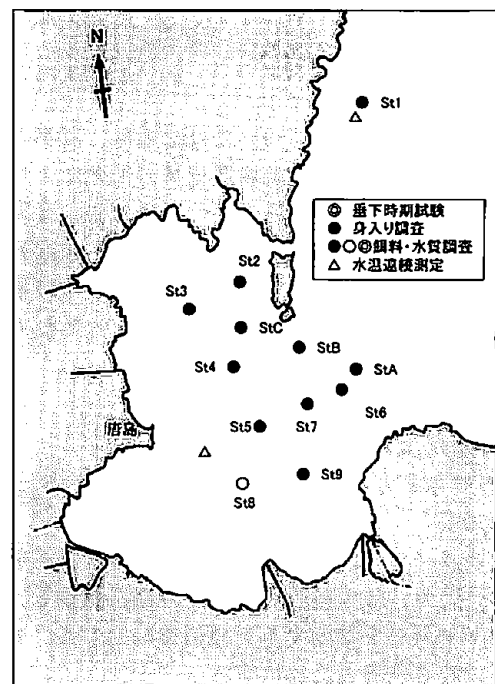 N
St1
◎ 垂下時期試験
● 身入り調査
●○◎餌料・水質調査
△ 水温連続測定
St2
St3
StC
StB
St4
StA
St6
St7
St5
唐島
St9
St8